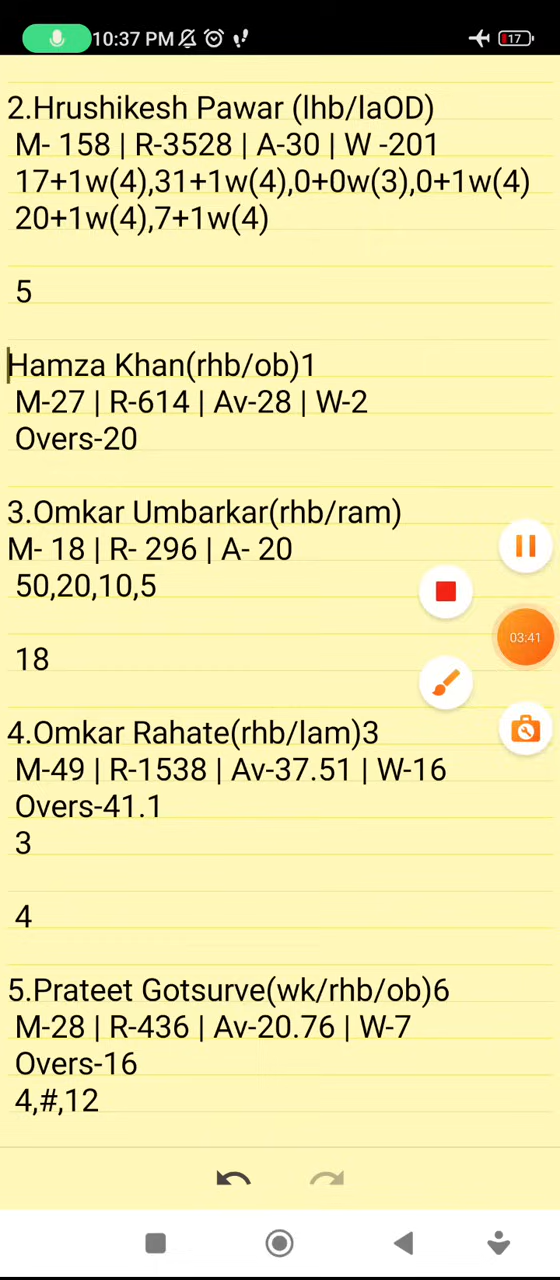 10:37 PM
17
2.Hrushikesh Pawar (lhb/laOD)
M- 158 | R-3528 | A-30 | W -201
17+1w(4),31+1w(4),0+0w(3),0+1w(4)
20+1w(4),7+1w(4)
5
Hamza Khan(rhb/ob)1
M-27 | R-614 | Av-28 | W-2
Overs-20
3.Omkar Umbarkar(rhb/ram)
M- 18 | R- 296 | A- 20
50,20,10,5
03:41
18
4.Omkar Rahate(rhb/lam)3
M-49 | R-1538 | Av-37.51 | W-16
Overs-41.1
3
4
5.Prateet Gotsurve(wk/rhb/ob)6
M-28 | R-436 | Av-20.76 | W-7
Overs-16
4,#,12